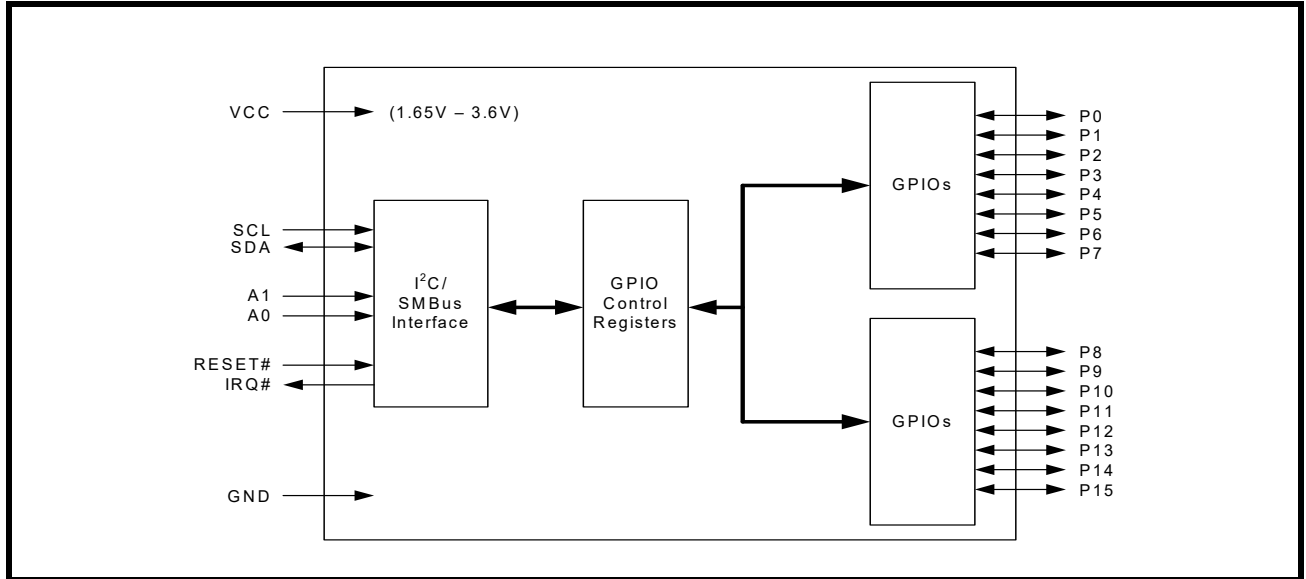 VCC
(1.65V – 3.6V)
SCL
SDA
A1
A0
RESET#
IRQ#
GND
I²C/
SMBus
Interface
GPIO
Control
Registers
GPIOs
P0
P1
P2
P3
P4
P5
P6
P7
GPIOs
P8
P9
P10
P11
P12
P13
P14
P15